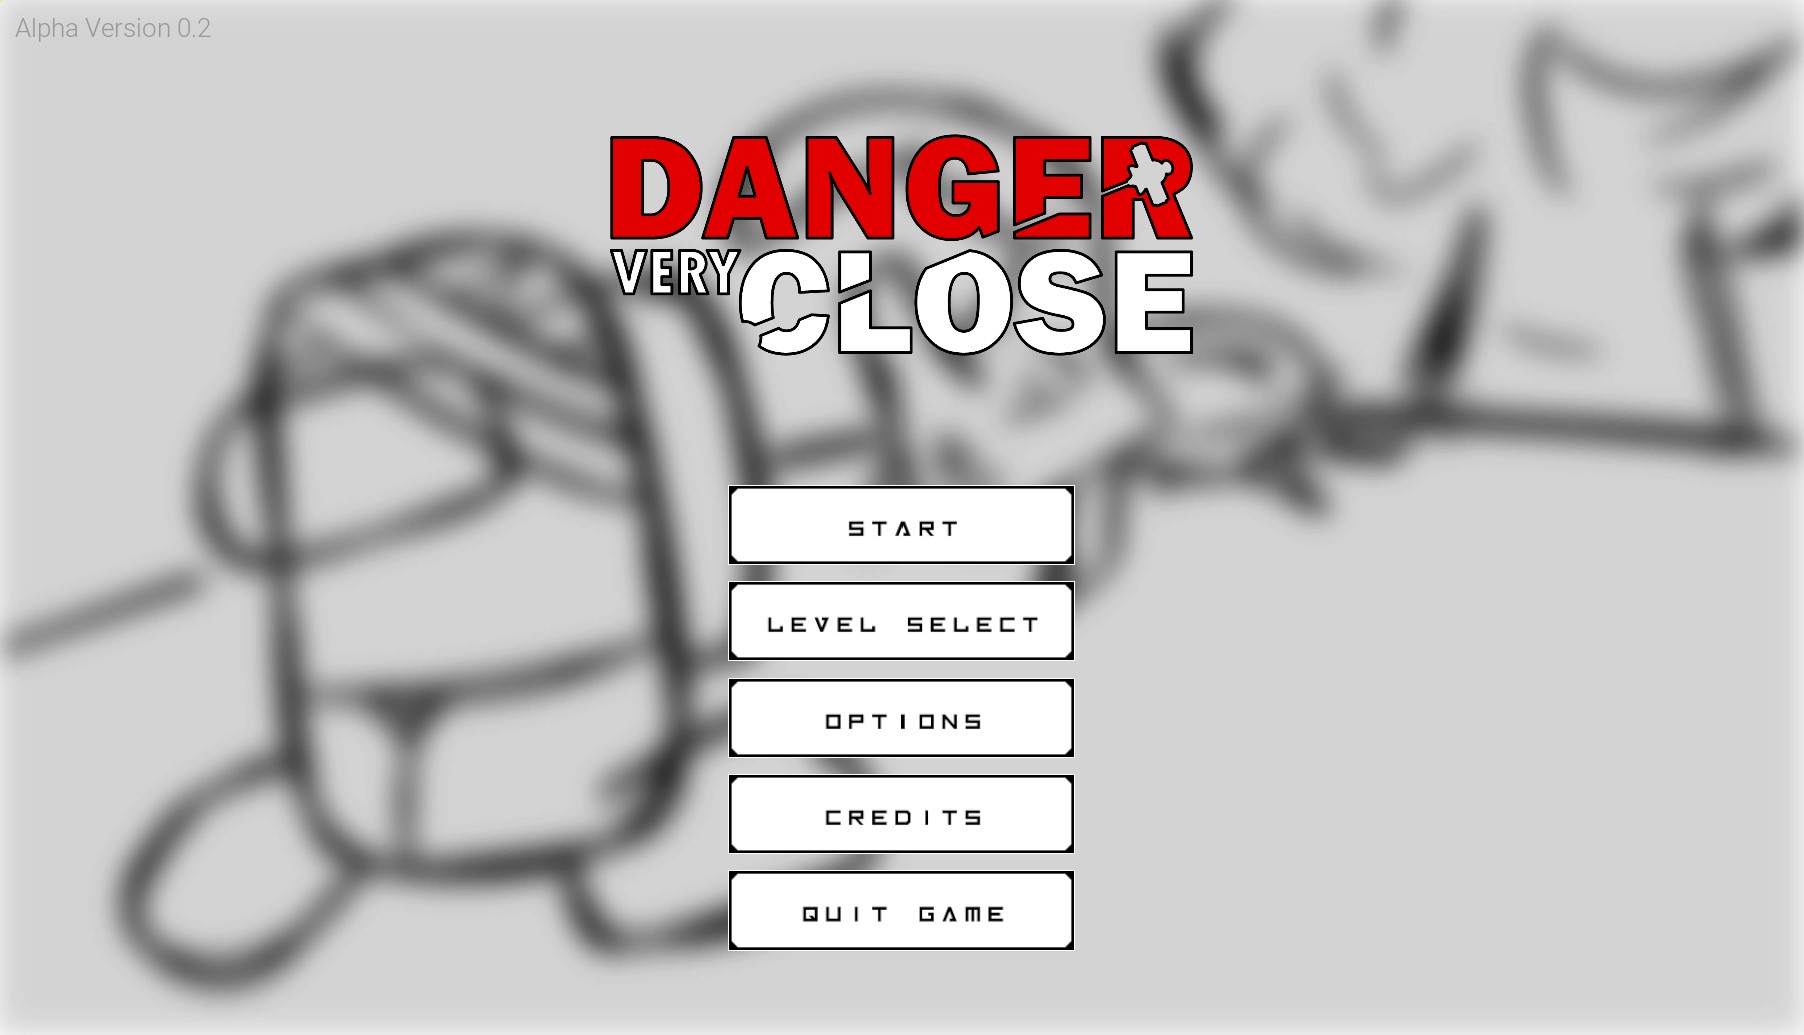 Alpha Version 0.2
DANGER
VERY CLOSE
START
LEVEL SELECT
OPTIONS
CREDITS
QUIT GAME